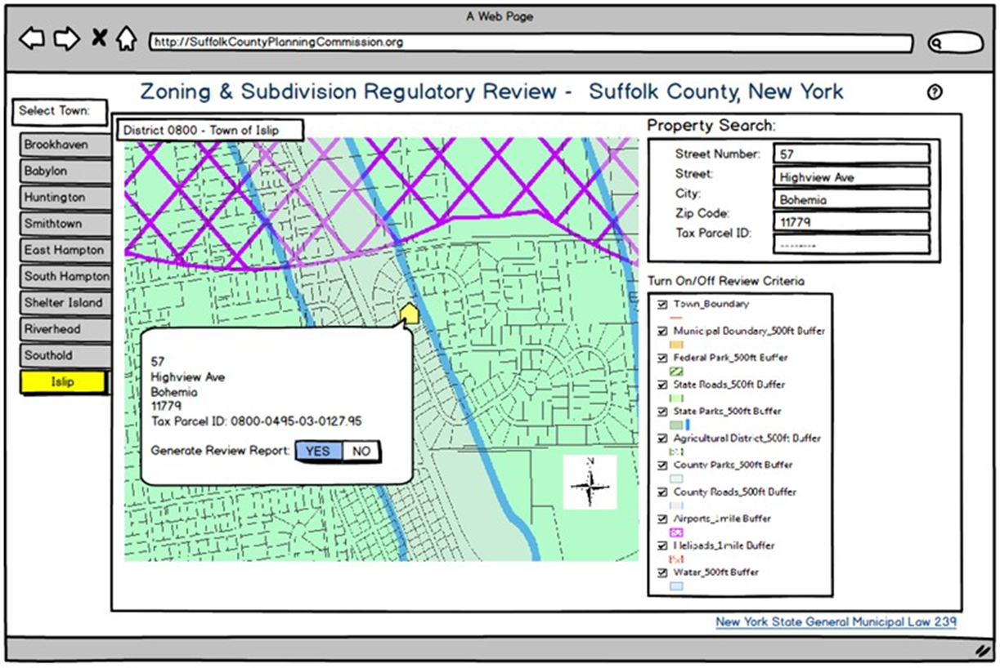 A Web Page
http://SuffolkCountyPlanningCommission.org
Zoning & Subdivision Regulatory Review - Suffolk County, New York
?
Select Town:
Brookhaven
Babylon
Huntington
Smithtown
East Hampton
South Hampton
Shelter Island
Riverhead
Southold
Islip
District 0800 - Town of Islip
57
Highview Ave
Bohemia
11779
Tax Parcel ID: 0800-0495-03-0127.95
Generate Review Report: YES NO
N
Property Search:
Street Number: 57
Street: Highview Ave
City: Bohemia
Zip Code: 11779
Tax Parcel ID: --------
Turn On/Off Review Criteria
Town_Boundary
Municipal Boundary_500ft Buffer
Federal Park_500ft Buffer
State Roads_500ft Buffer
State Parks_500ft Buffer
Agricultural District_500ft Buffer
County Parks_500ft Buffer
County Roads_500ft Buffer
Airports_1mile Buffer
Helipads_1mile Buffer
Water_500ft Buffer
New York State General Municipal Law 239